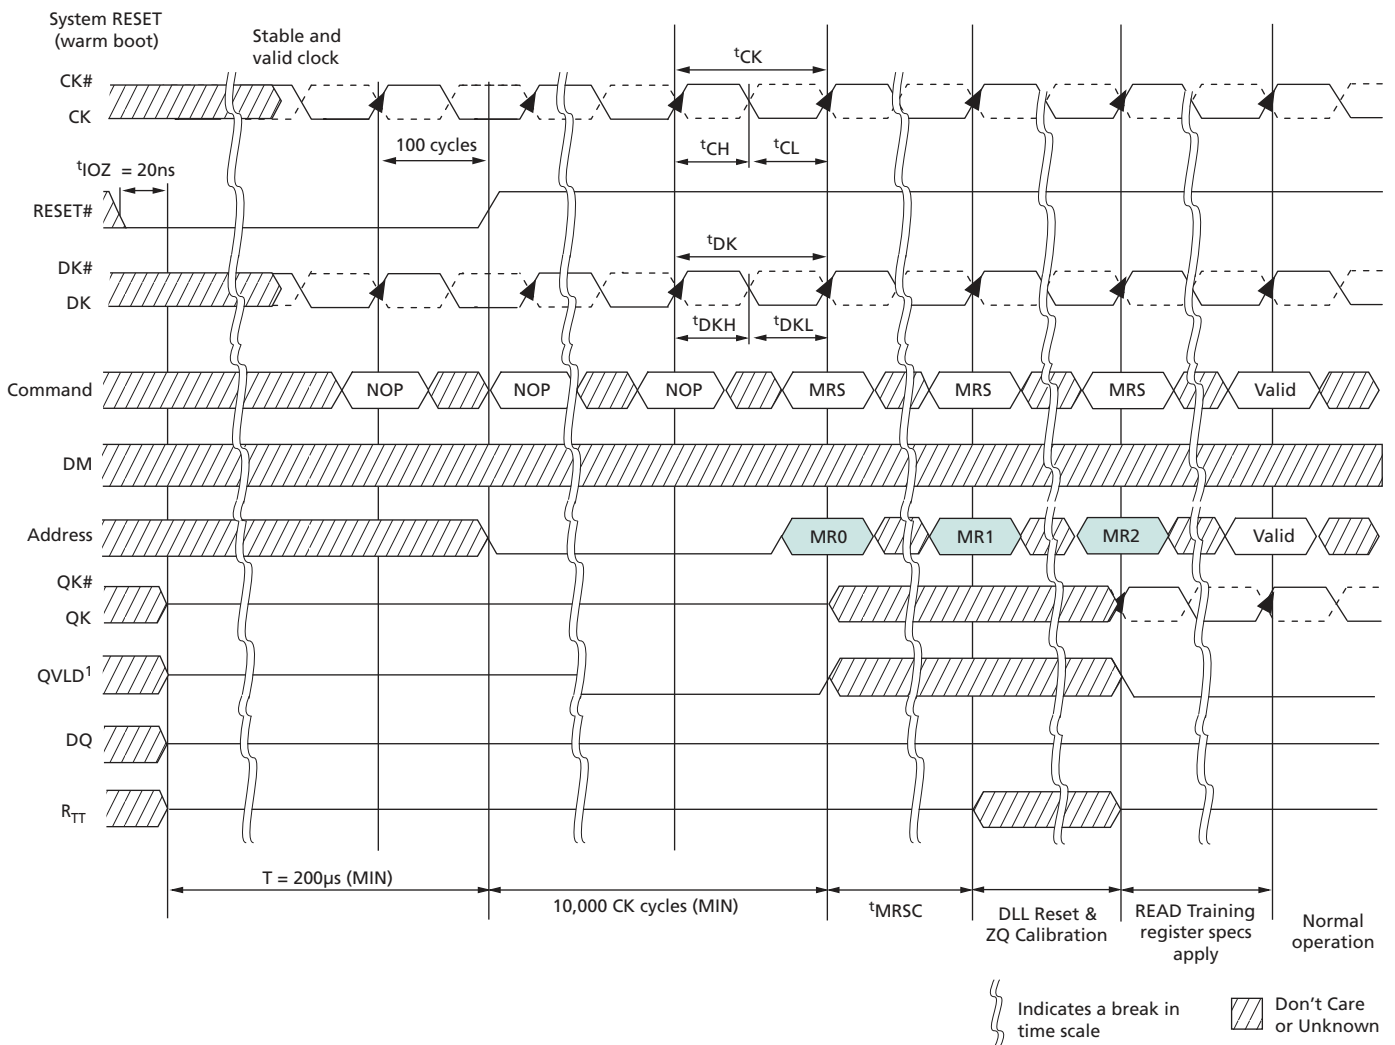 System RESET
(warm boot)
Stable and
valid clock
CK#
CK
tCK
100 cycles
tCH
tCL
tIOZ = 20ns
RESET#
DK#
DK
tDK
tDKH
tDKL
Command
NOP
NOP
NOP
MRS
MRS
MRS
Valid
DM
Address
MR0
MR1
MR2
Valid
QK#
QK
QVLD1
DQ
RTT
T = 200µs (MIN)
10,000 CK cycles (MIN)
tMRSC
DLL Reset &
ZQ Calibration
READ Training
register specs
apply
Normal
operation
Indicates a break in
time scale
Don't Care
or Unknown